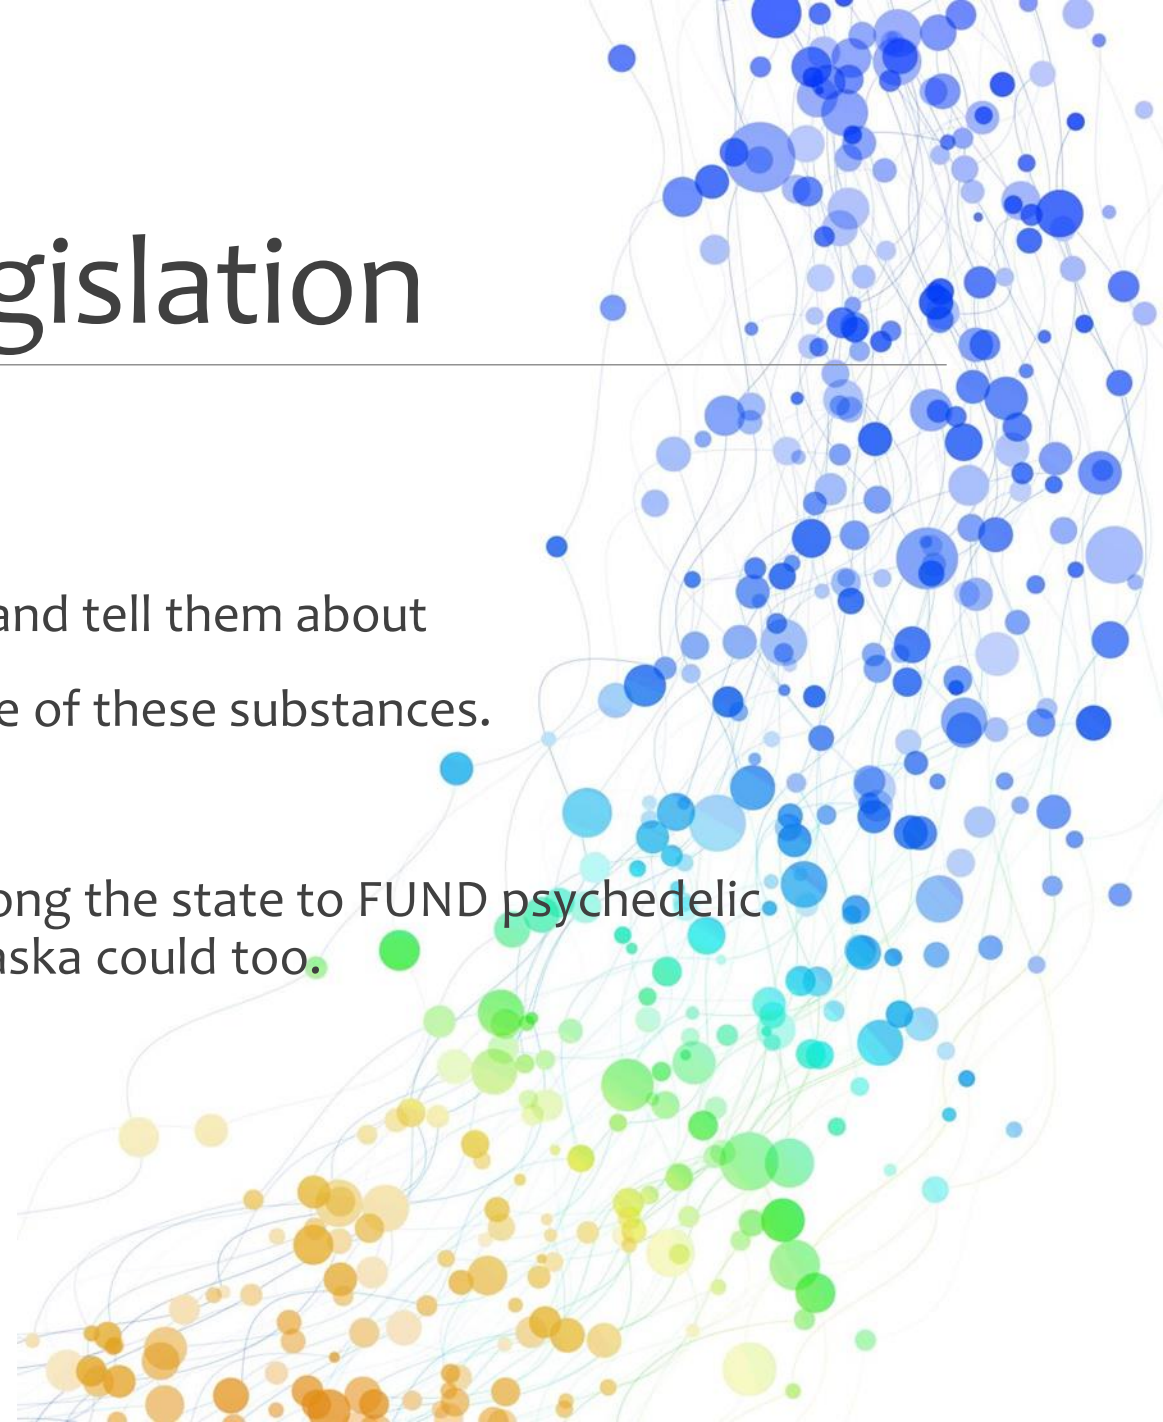 gislation
and tell them about
e of these substances.
ong the state to FUND psychedelic
aska could too.